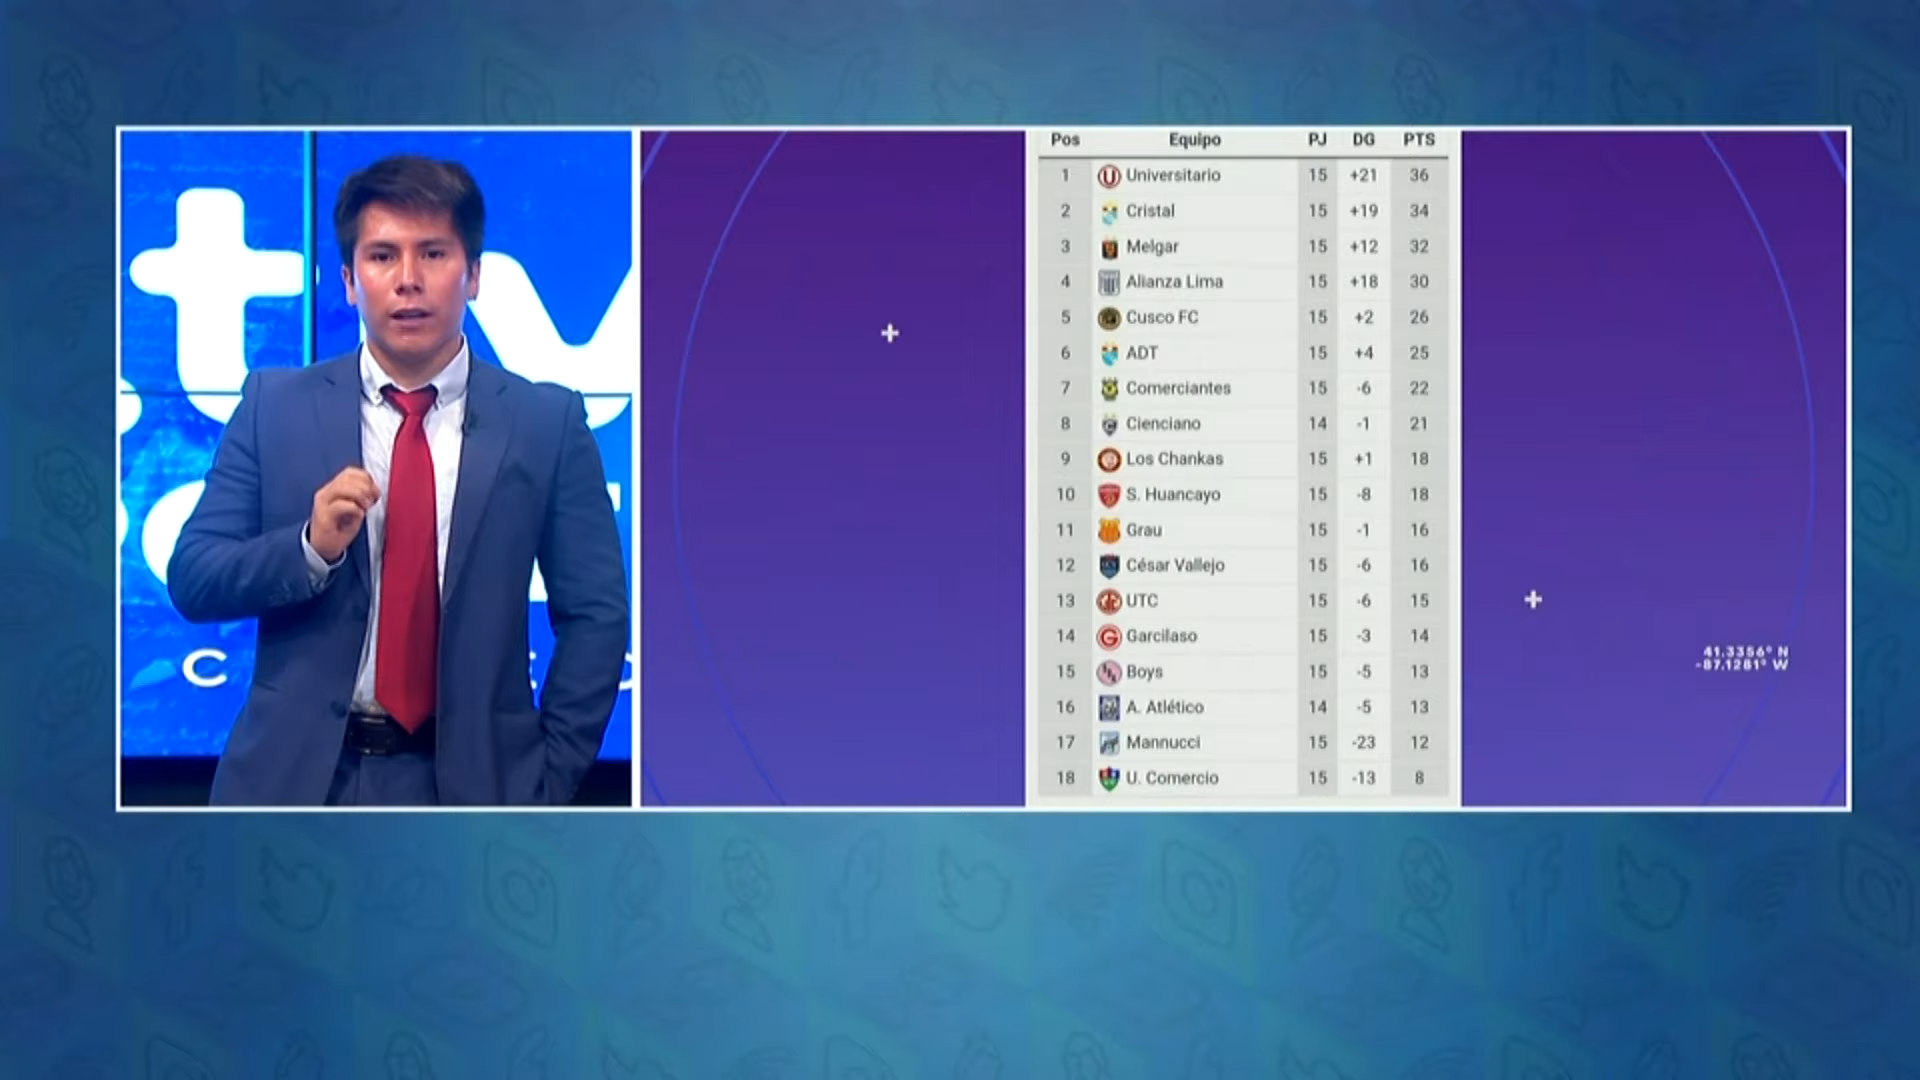 tv
Pos Equipo PJ DG PTS
1 Universitario 15 +21 36
2 Cristal 15 +19 34
3 Melgar 15 +12 32
4 Alianza Lima 15 +18 30
5 Cusco FC 15 +2 26
6 ADT 15 +4 25
7 Comerciantes 15 -6 22
8 Cienciano 14 -1 21
9 Los Chankas 15 +1 18
10 S. Huancayo 15 -8 18
11 Grau 15 -1 16
12 César Vallejo 15 -6 16
13 UTC 15 -6 15
14 Garcilaso 15 -3 14
15 Boys 15 -5 13
16 A. Atlético 14 -5 13
17 Mannucci 15 -23 12
18 U. Comercio 15 -13 8
41.3356° N
-87.1281° W